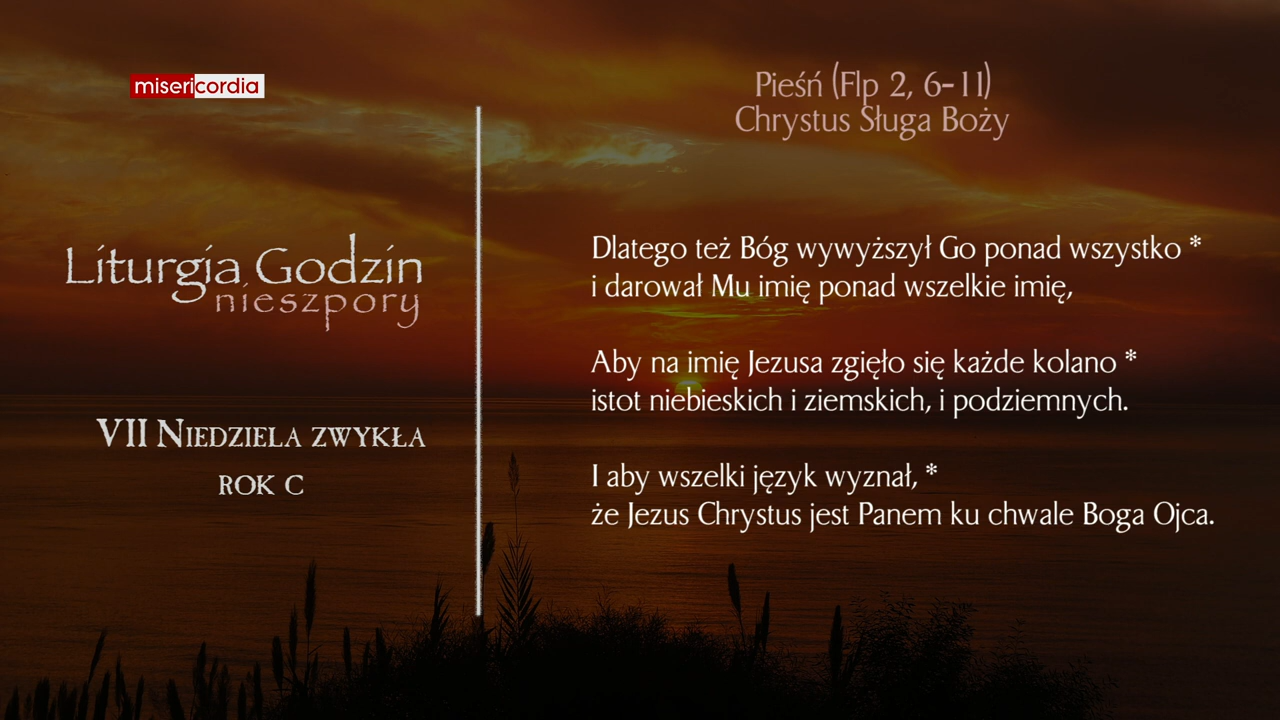 misericordia
Liturgia Godzin
nieszpory
VII Niedziela zwykła
rok C
Pieśń (Flp 2, 6-11)
Chrystus Sługa Boży
Dlatego też Bóg wywyższył Go ponad wszystko *
i darował Mu imię ponad wszelkie imię,
Aby na imię Jezusa zgięło się każde kolano *
istot niebieskich i ziemskich, i podziemnych.
I aby wszelki język wyznał, *
że Jezus Chrystus jest Panem ku chwale Boga Ojca.